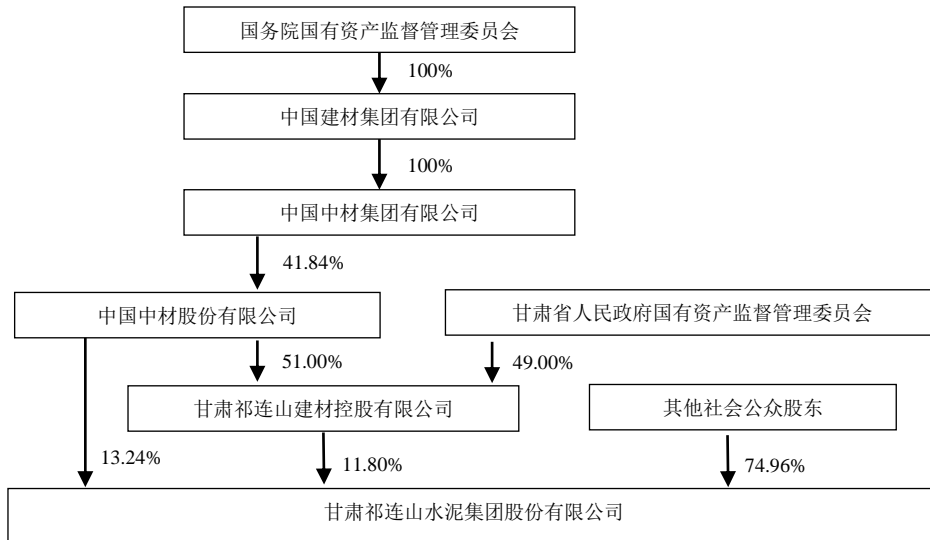 国务院国有资产监督管理委员会
100%
中国建材集团有限公司
100%
中国中材集团有限公司
41.84%
中国中材股份有限公司
甘肃省人民政府国有资产监督管理委员会
51.00%
49.00%
甘肃祁连山建材控股有限公司
其他社会公众股东
13.24%
11.80%
74.96%
甘肃祁连山水泥集团股份有限公司